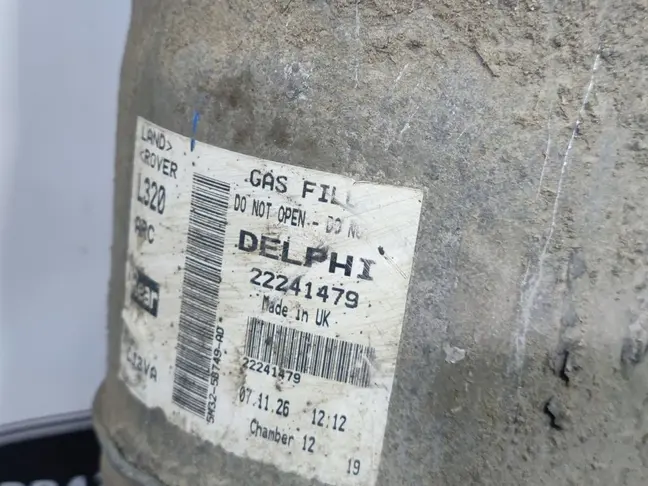 LAND>
<ROVER
L320
ARC
GAS FILL
DO NOT OPEN - DO
DELPHI
22241479
Made in UK
22241479
07.11.26 12:12
Chamber 12
19